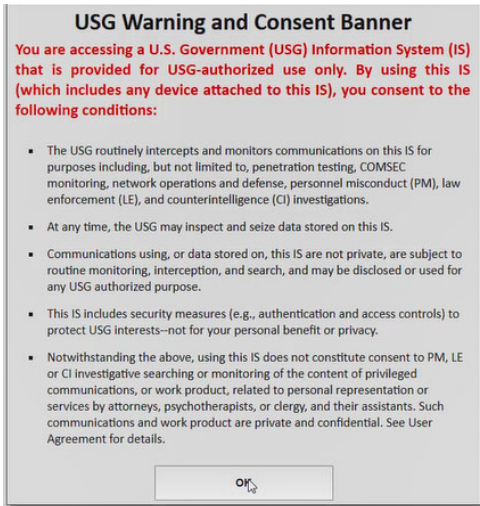 USG Warning and Consent Banner
You are accessing a U.S. Government (USG) Information System (IS)
that is provided for USG-authorized use only. By using this IS
(which includes any device attached to this IS), you consent to the
following conditions:
▪ The USG routinely intercepts and monitors communications on this IS for
purposes including, but not limited to, penetration testing, COMSEC
monitoring, network operations and defense, personnel misconduct (PM), law
enforcement (LE), and counterintelligence (CI) investigations.
▪ At any time, the USG may inspect and seize data stored on this IS.
▪ Communications using, or data stored on, this IS are not private, are subject to
routine monitoring, interception, and search, and may be disclosed or used for
any USG authorized purpose.
▪ This IS includes security measures (e.g., authentication and access controls) to
protect USG interests--not for your personal benefit or privacy.
▪ Notwithstanding the above, using this IS does not constitute consent to PM, LE
or CI investigative searching or monitoring of the content of privileged
communications, or work product, related to personal representation or
services by attorneys, psychotherapists, or clergy, and their assistants. Such
communications and work product are private and confidential. See User
Agreement for details.
OK